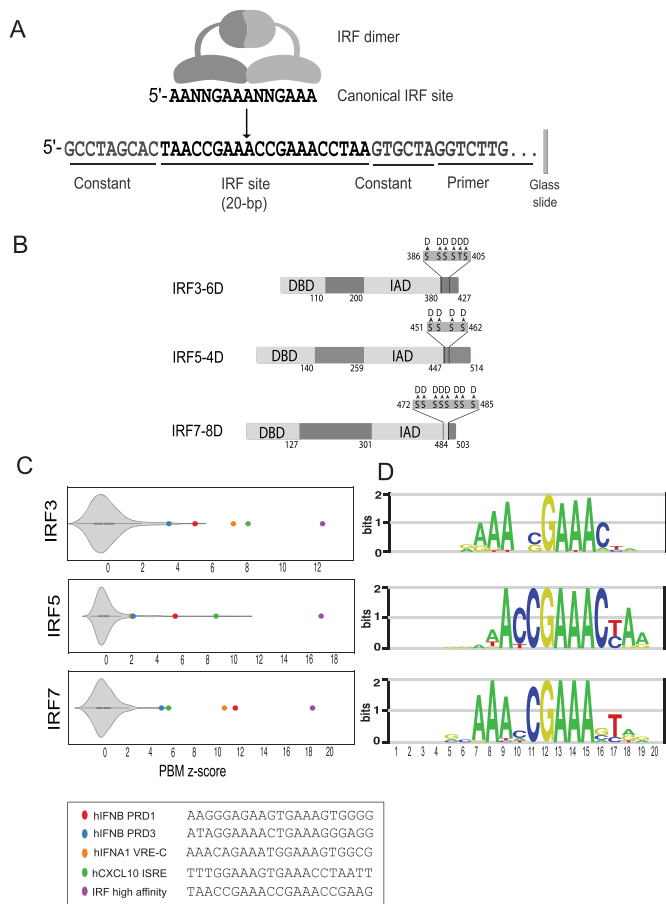 A
IRF dimer
5'-AANNGAAANNGAAA
Canonical IRF site
5'- GCCTAGCACTAACCGAAACCGAAACCTAAGTGCTAGGTCTTG...
Constant
IRF site
(20-bp)
Constant
Primer
Glass
slide
B
D DDDDD
386 S SSSTS 405
IRF3-6D
DBD IAD
110 200 380 427
D D D D
451 S S S S 462
IRF5-4D
DBD IAD
140 259 447 514
DD DDD DD D
472 SS SSS SS S 485
IRF7-8D
DBD IAD
127 301 484 503
C
IRF3
0 2 4 6 8 10 12
IRF5
0 2 4 6 8 10 12 14 16 18
IRF7
0 2 4 6 8 10 12 14 16 18 20
PBM z-score
D
2
1
0
bits
2
1
0
bits
2
1
0
bits
1 2 3 4 5 6 7 8 9 10 11 12 13 14 15 16 17 18 19 20
hIFNB PRD1 AAGGGAGAAGTGAAAGTGGGG
hIFNB PRD3 ATAGGAAAACTGAAAGGGAGG
hIFNA1 VRE-C AAACAGAAATGGAAAGTGGCG
hCXCL10 ISRE TTTGGAAAGTGAAACCTAATT
IRF high affinity TAACCGAAACCGAAACCGAAG